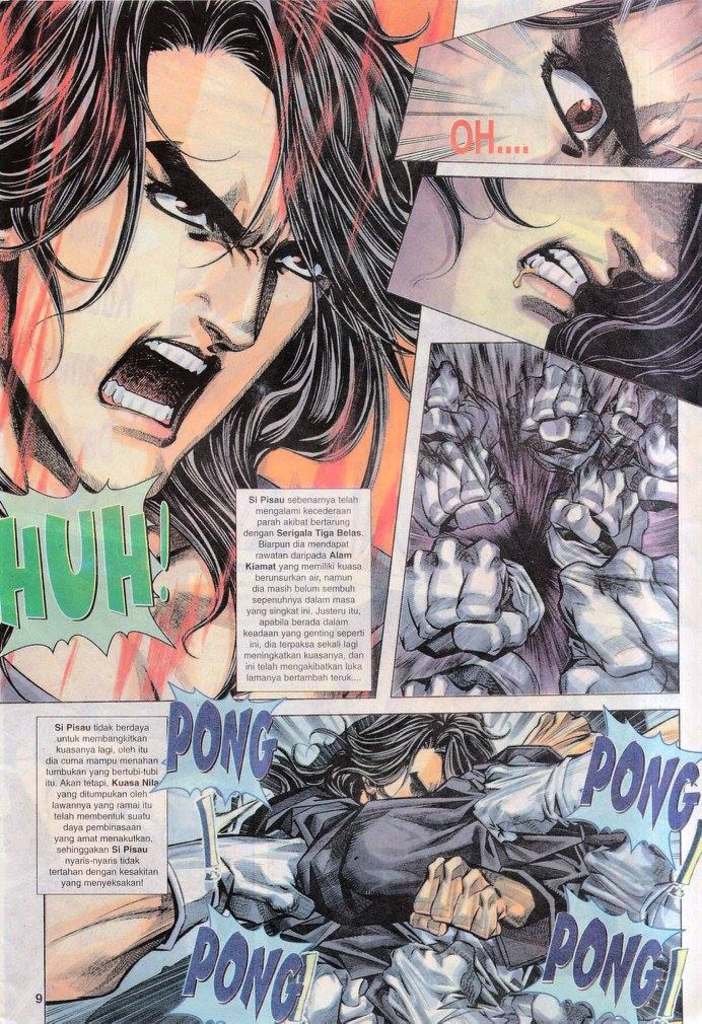 OH....
HUH!
Si Pisau sebenarnya telah
mengalami kecederaan
parah akibat bertarung
dengan Serigala Tiga Belas.
Biarpun dia mendapat
rawatan daripada Alam
Kiamat yang memiliki kuasa
berunsurkan air, namun
dia masih belum sembuh
sepenuhnya dalam masa
yang singkat ini. Justeru itu,
apabila berada dalam
keadaan yang genting seperti
ini, dia terpaksa sekali lagi
meningkatkan kuasanya, dan
ini telah mengakibatkan luka
lamanya bertambah teruk....
Si Pisau tidak berdaya
untuk membangkitkan
kuasanya lagi, oleh itu
dia cuma mampu menahan
tumbukan yang bertubi-tubi
itu. Akan tetapi, Kuasa Nila
yang ditumpukan oleh
lawannya yang ramai itu
telah membentuk suatu
daya pembinasaan
yang amat menakutkan,
sehinggakan Si Pisau
nyaris-nyaris tidak
tertahan dengan kesakitan
yang menyeksakan!
PONG!
PONG!
PONG!
PONG!
9